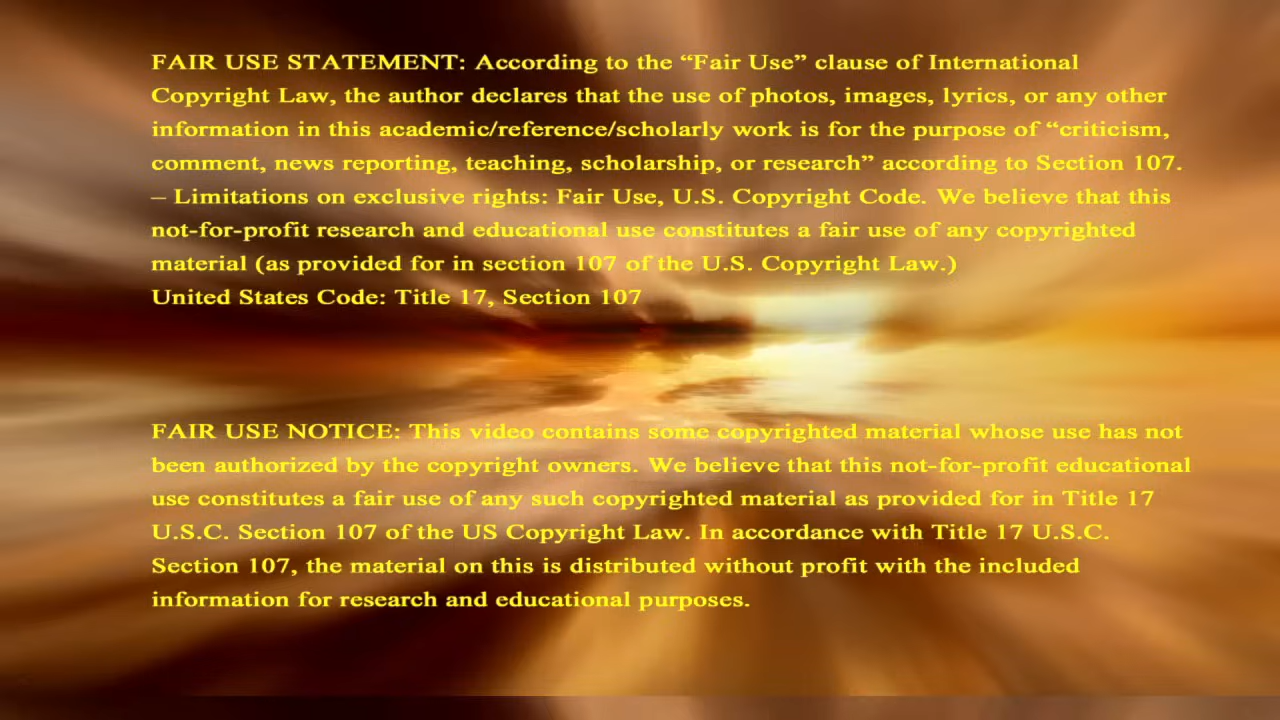 FAIR USE STATEMENT: According to the “Fair Use” clause of International
Copyright Law, the author declares that the use of photos, images, lyrics, or any other
information in this academic/reference/scholarly work is for the purpose of “criticism,
comment, news reporting, teaching, scholarship, or research” according to Section 107.
– Limitations on exclusive rights: Fair Use, U.S. Copyright Code. We believe that this
not-for-profit research and educational use constitutes a fair use of any copyrighted
material (as provided for in section 107 of the U.S. Copyright Law.)
United States Code: Title 17, Section 107
FAIR USE NOTICE: This video contains some copyrighted material whose use has not
been authorized by the copyright owners. We believe that this not-for-profit educational
use constitutes a fair use of any such copyrighted material as provided for in Title 17
U.S.C. Section 107 of the US Copyright Law. In accordance with Title 17 U.S.C.
Section 107, the material on this is distributed without profit with the included
information for research and educational purposes.